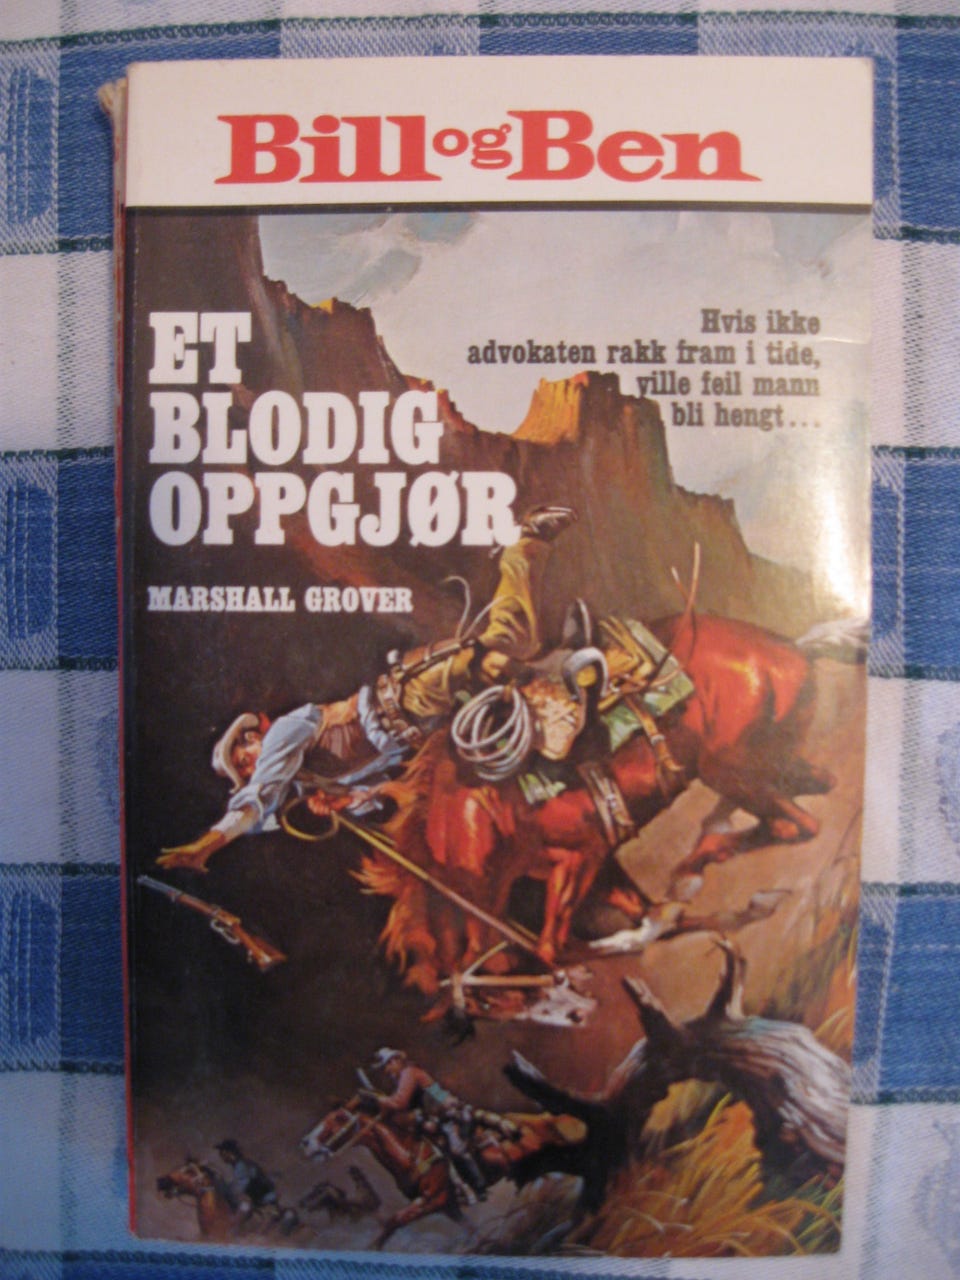 Bill og Ben
ET
BLODIG
OPPGJØR
MARSHALL GROVER
Hvis ikke
advokaten rakk fram i tide,
ville feil mann
bli hengt...